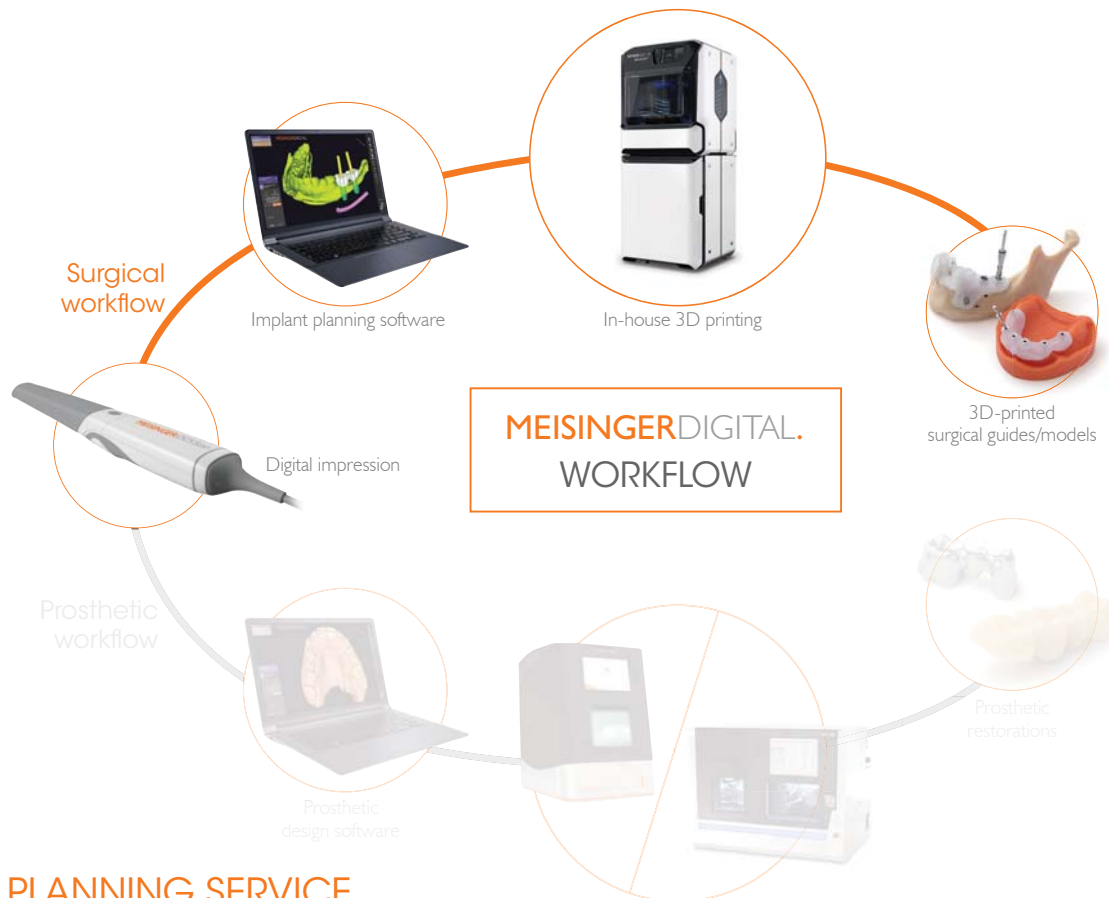 Surgical
workflow
Implant planning software
In-house 3D printing
3D-printed
surgical guides/models
Digital impression
MEISINGERDIGITAL.
WORKFLOW
Prosthetic
workflow
Prosthetic
design software
Prosthetic
restorations
PLANNING SERVICE